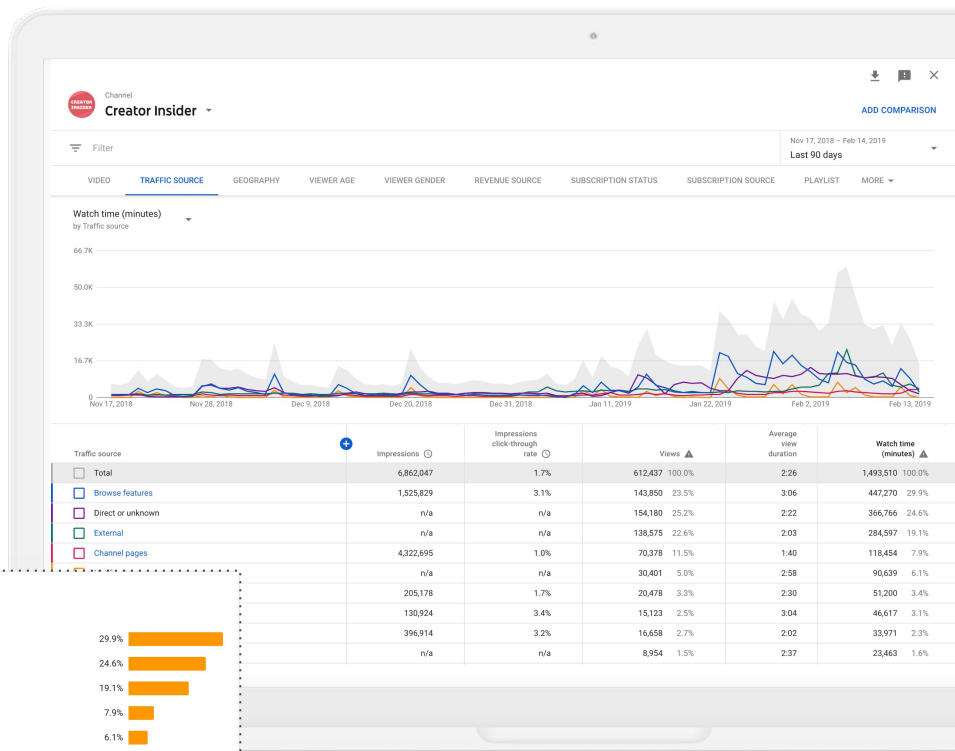 Channel
CREATOR
INSIDER
Creator Insider
ADD COMPARISON
Filter
Nov 17, 2018 – Feb 14, 2019
Last 90 days
VIDEO TRAFFIC SOURCE GEOGRAPHY VIEWER AGE VIEWER GENDER REVENUE SOURCE SUBSCRIPTION STATUS SUBSCRIPTION SOURCE PLAYLIST MORE
Watch time (minutes)
by Traffic source
66.7K
50.0K
33.3K
16.7K
0
Nov 17, 2018 Nov 28, 2018 Dec 9, 2018 Dec 20, 2018 Dec 31, 2018 Jan 11, 2019 Jan 22, 2019 Feb 2, 2019 Feb 13, 2019
Traffic source
Impressions
Impressions
click-through
rate
Views
Average
view
duration
Watch time
(minutes)
Total 6,862,047 1.7% 612,437 100.0% 2:26 1,493,510 100.0%
Browse features 1,525,829 3.1% 143,850 23.5% 3:06 447,270 29.9%
Direct or unknown n/a n/a 154,180 25.2% 2:22 366,766 24.6%
External n/a n/a 138,575 22.6% 2:03 284,597 19.1%
Channel pages 4,322,695 1.0% 70,378 11.5% 1:40 118,454 7.9%
n/a n/a 30,401 5.0% 2:58 90,639 6.1%
205,178 1.7% 20,478 3.3% 2:30 51,200 3.4%
130,924 3.4% 15,123 2.5% 3:04 46,617 3.1%
396,914 3.2% 16,658 2.7% 2:02 33,971 2.3%
n/a n/a 8,954 1.5% 2:37 23,463 1.6%
29.9%
24.6%
19.1%
7.9%
6.1%